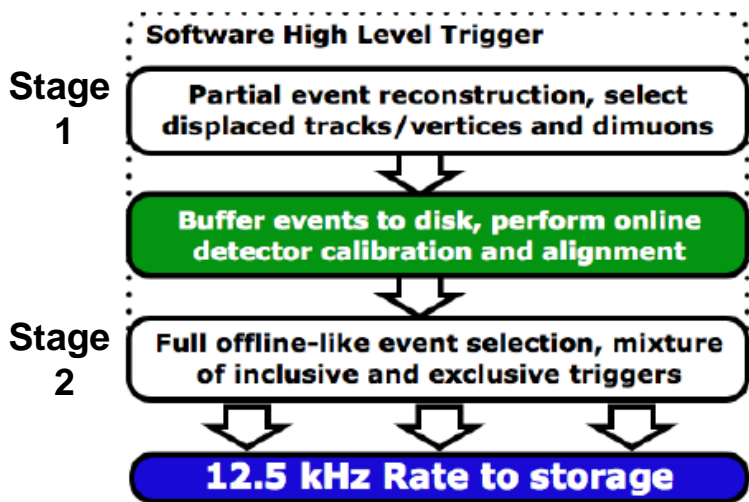 Software High Level Trigger
Stage
1
Partial event reconstruction, select
displaced tracks/vertices and dimuons
Buffer events to disk, perform online
detector calibration and alignment
Stage
2
Full offline-like event selection, mixture
of inclusive and exclusive triggers
12.5 kHz Rate to storage